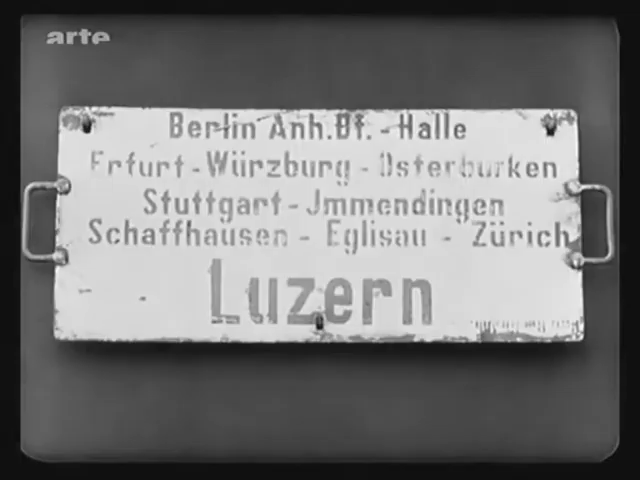 arte
Berlin Anh.Bf.-Halle
Erfurt-Würzburg-Osterburken
Stuttgart-Jmmendingen
Schaffhausen-Eglisau-Zürich
Luzern